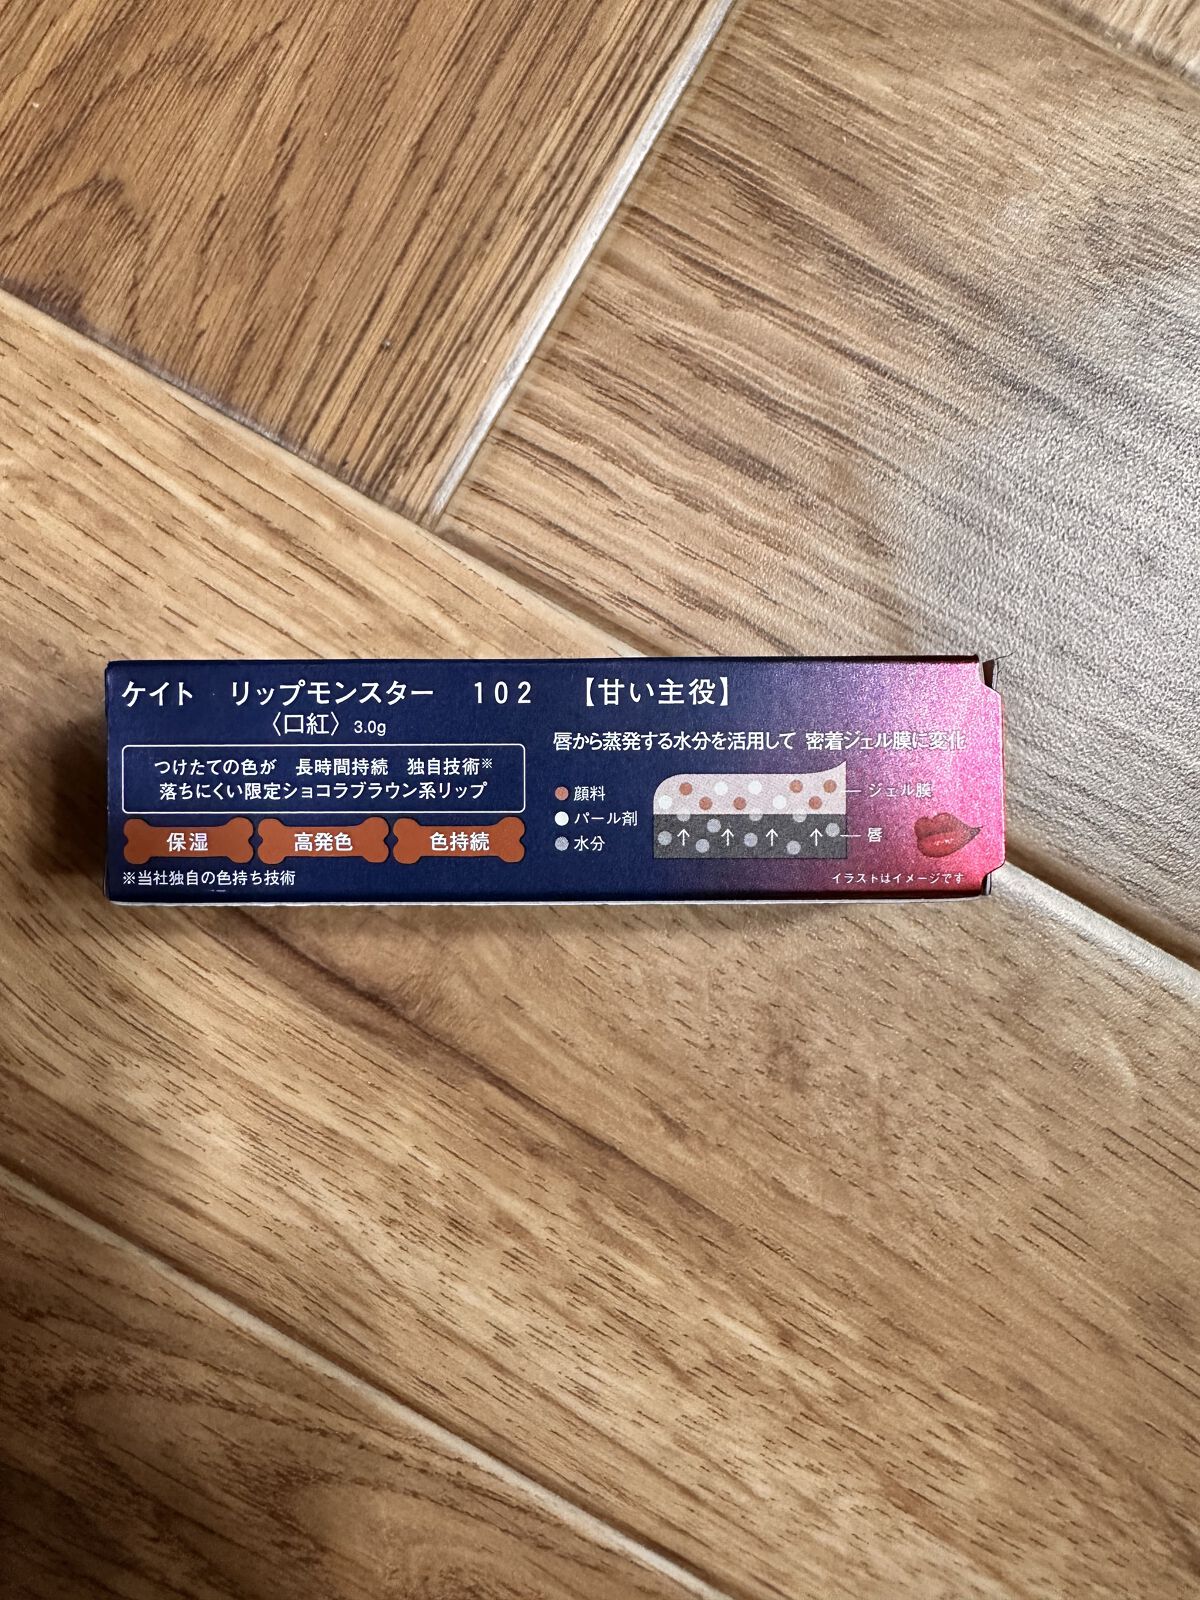 ケイト リップモンスター 102 【甘い主役】
〈口紅〉 3.0g
つけたての色が 長時間持続 独自技術※
落ちにくい限定ショコラブラウン系リップ
保湿 高発色 色持続
※当社独自の色持ち技術
唇から蒸発する水分を活用して 密着ジェル膜に変化
顔料
パール剤
水分
ジェル膜
唇
イラストはイメージです